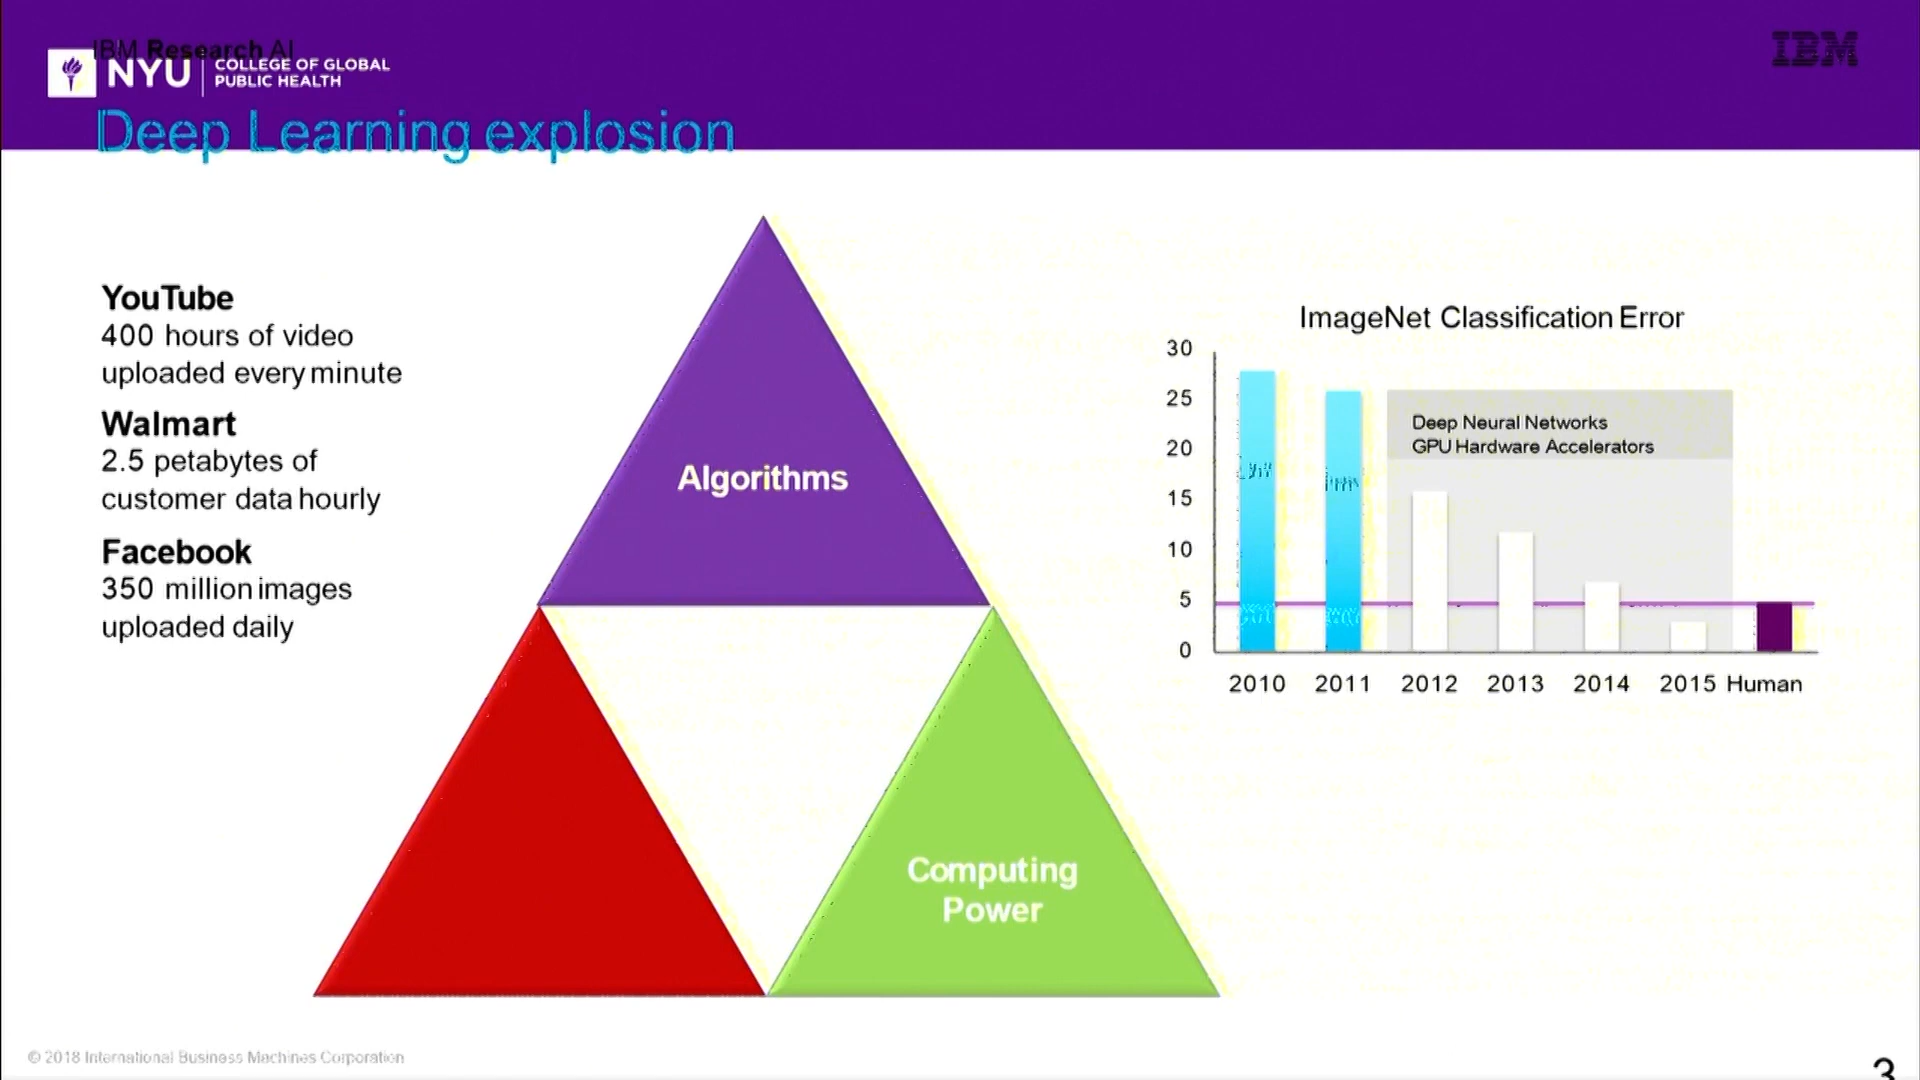 IBM Research AI
IBM
NYU
COLLEGE OF GLOBAL
PUBLIC HEALTH
Deep Learning explosion
YouTube
400 hours of video
uploaded every minute
Walmart
2.5 petabytes of
customer data hourly
Facebook
350 million images
uploaded daily
Algorithms
Computing
Power
ImageNet Classification Error
30
25
20
15
10
5
0
Deep Neural Networks
GPU Hardware Accelerators
2010 2011 2012 2013 2014 2015 Human
© 2018 International Business Machines Corporation
3